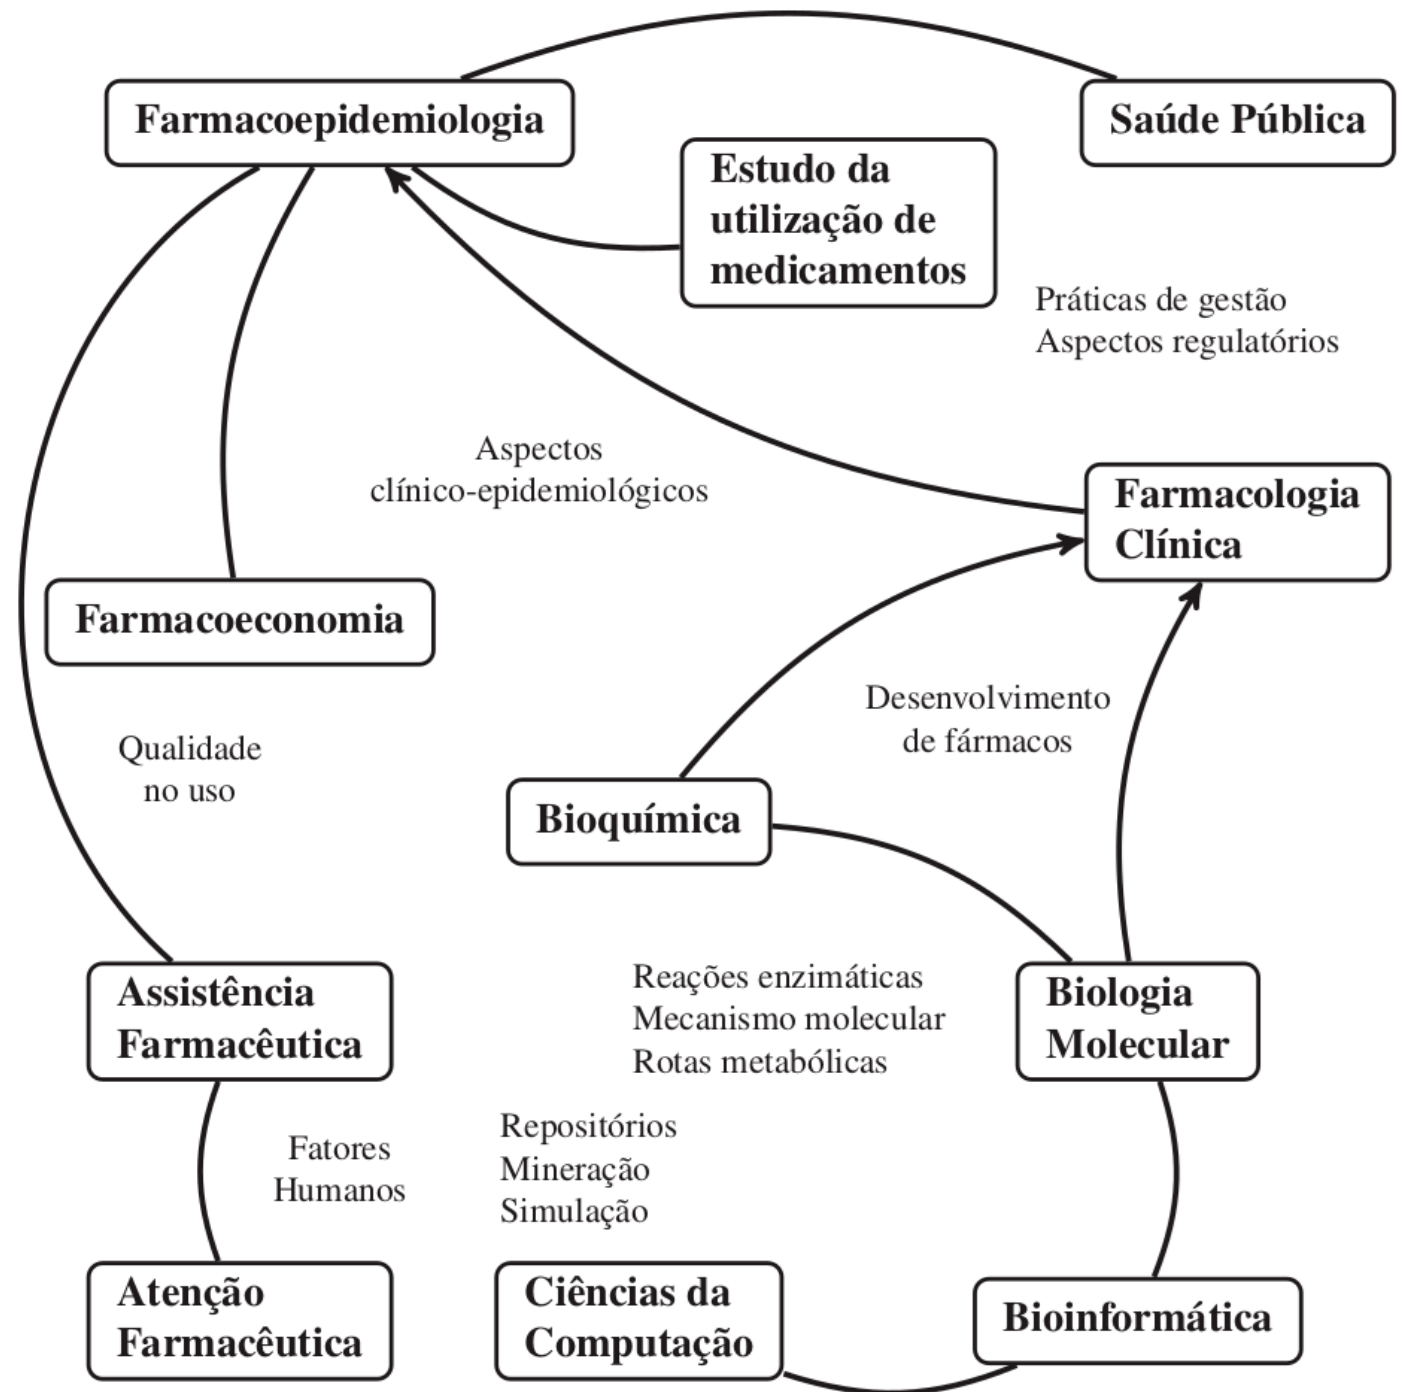 Farmacoepidemiologia
Saúde Pública
Estudo da
utilização de
medicamentos
Práticas de gestão
Aspectos regulatórios
Aspectos
clínico-epidemiológicos
Farmacologia
Clínica
Farmacoeconomia
Desenvolvimento
de fármacos
Qualidade
no uso
Bioquímica
Assistência
Farmacêutica
Reações enzimáticas
Mecanismo molecular
Rotas metabólicas
Biologia
Molecular
Fatores
Humanos
Repositórios
Mineração
Simulação
Atenção
Farmacêutica
Ciências da
Computação
Bioinformática